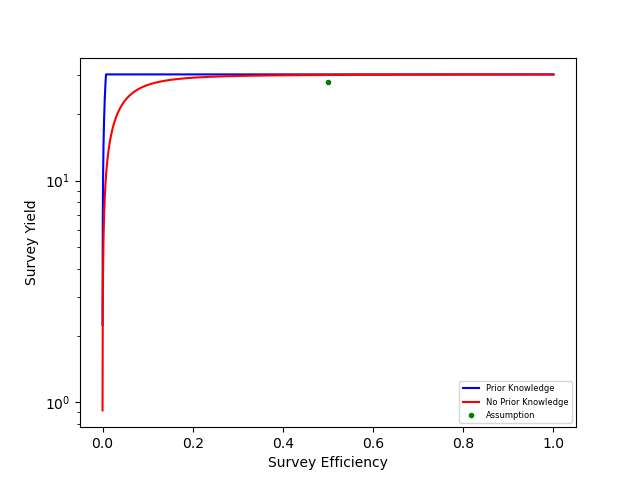 Survey Yield
10¹
10⁰
0.0 0.2 0.4 0.6 0.8 1.0
Survey Efficiency
Prior Knowledge
No Prior Knowledge
Assumption